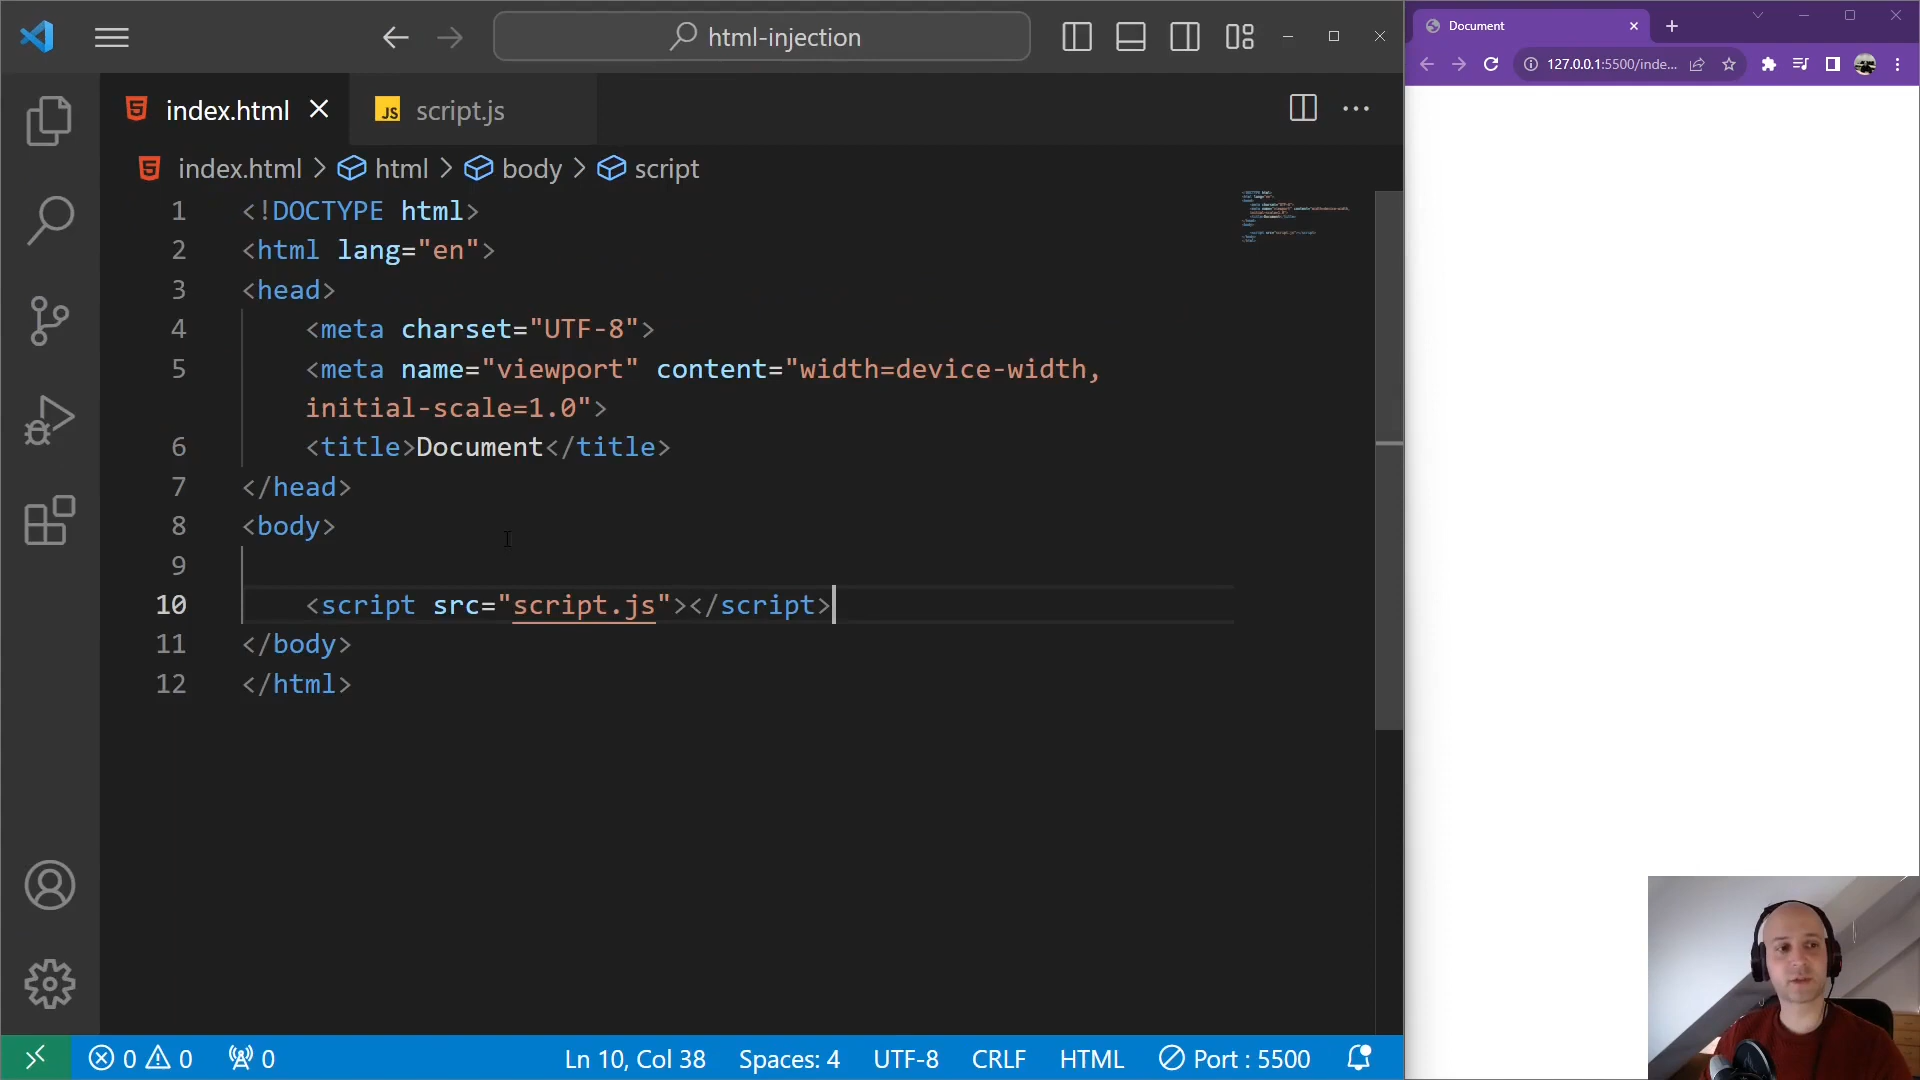 html-injection
index.html
JS script.js
index.html > html > body > script
1 <!DOCTYPE html>
2 <html lang="en">
3 <head>
4 <meta charset="UTF-8">
5 <meta name="viewport" content="width=device-width,
initial-scale=1.0">
6 <title>Document</title>
7 </head>
8 <body>
9
10 <script src="script.js"></script>
11 </body>
12 </html>
0 0 0 Ln 10, Col 38 Spaces: 4 UTF-8 CRLF HTML Port : 5500
Document
127.0.0.1:5500/inde...